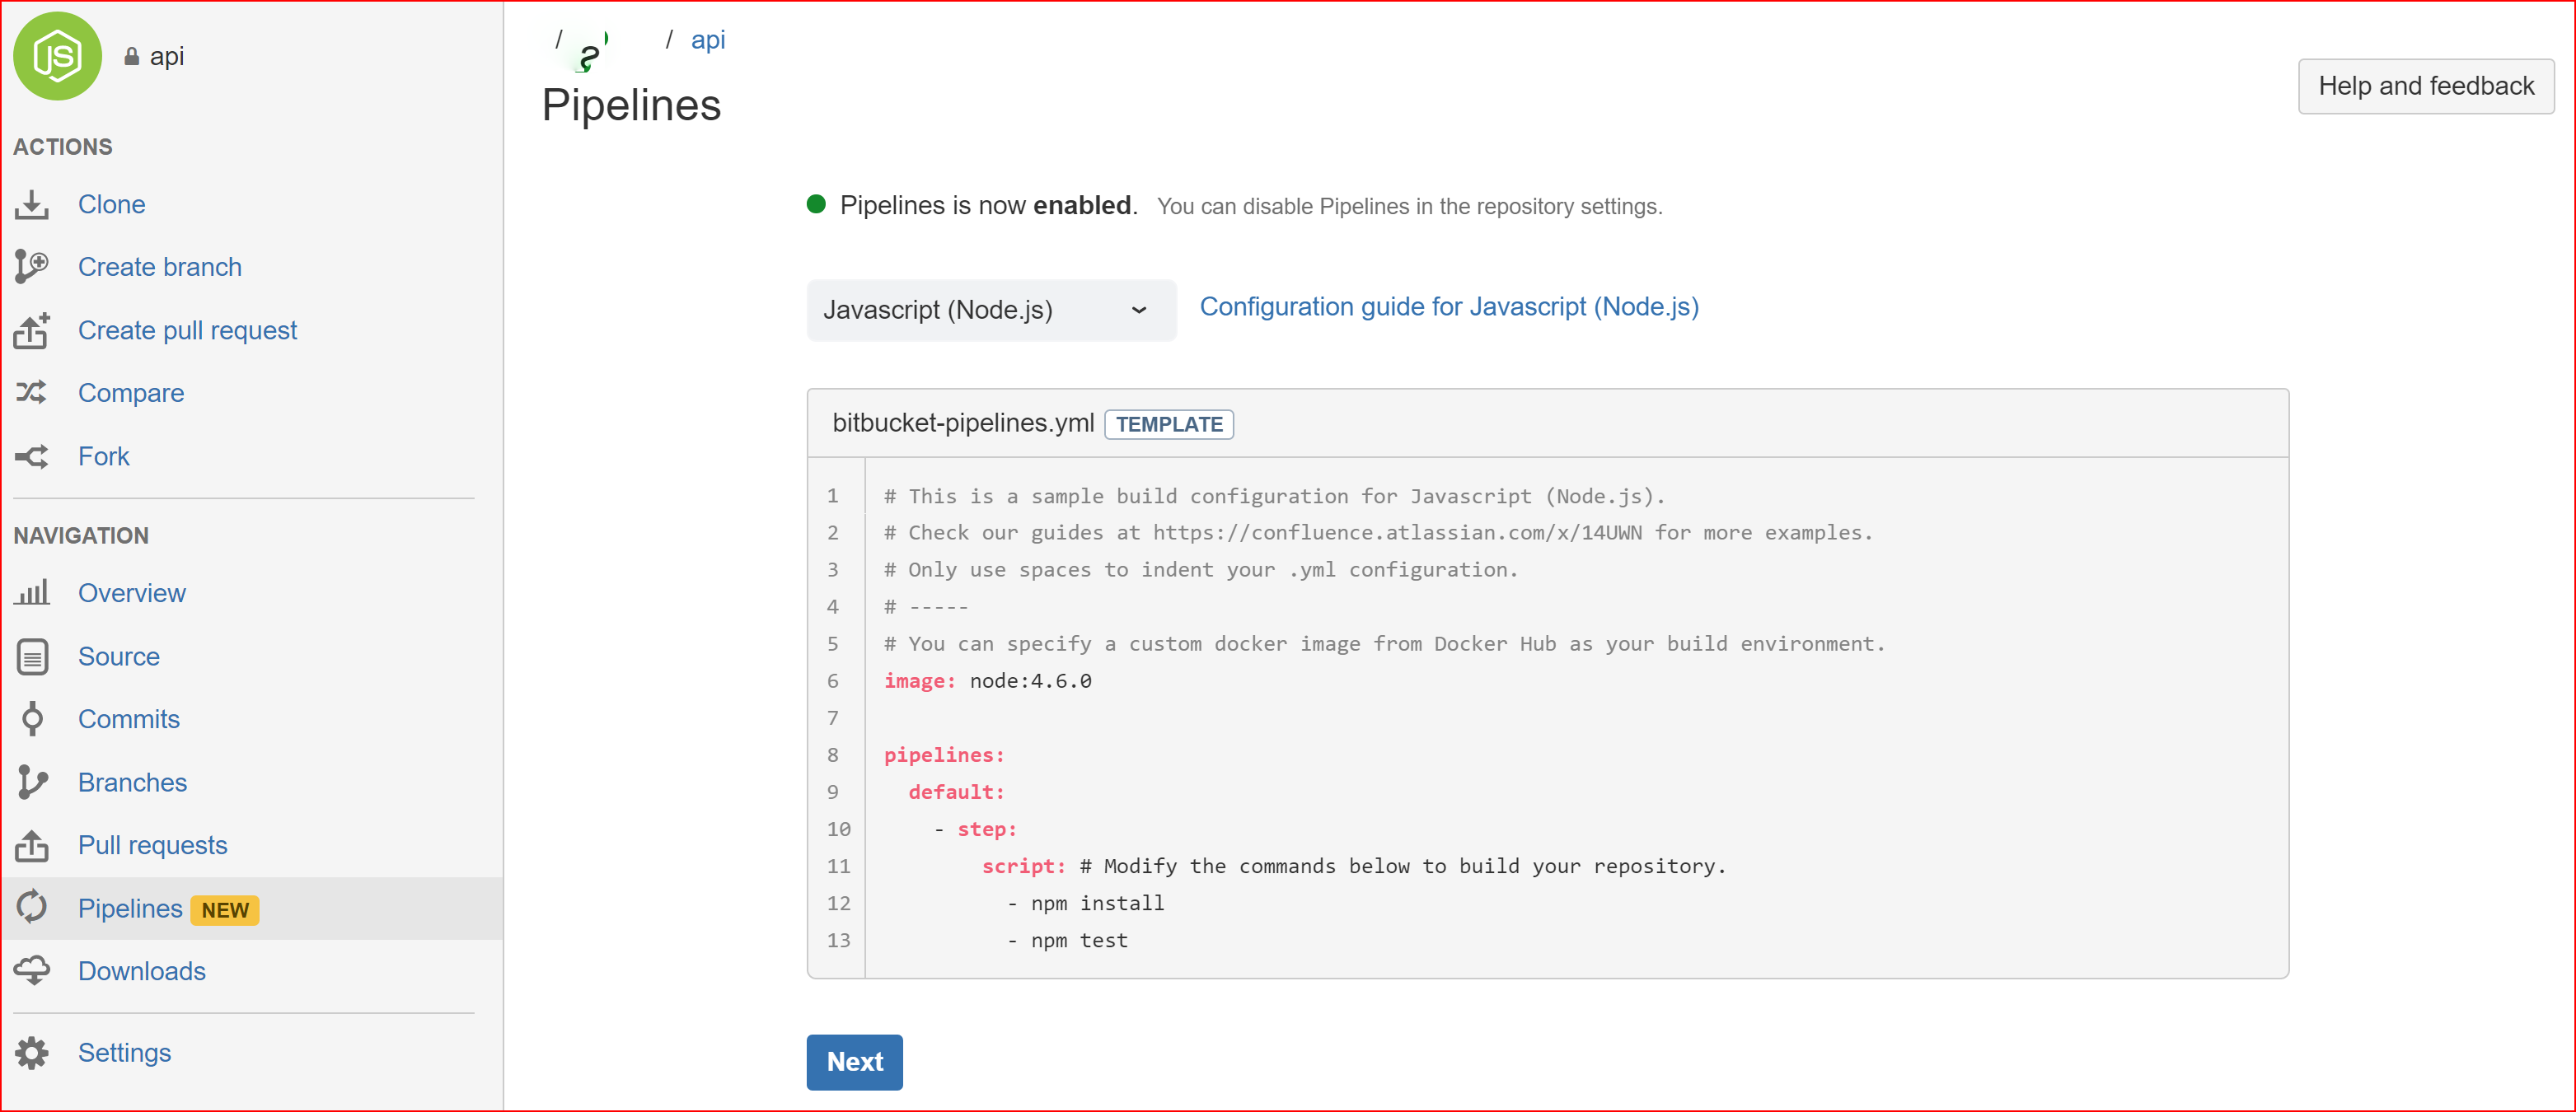 JS
api
ACTIONS
Clone
Create branch
Create pull request
Compare
Fork
NAVIGATION
Overview
Source
Commits
Branches
Pull requests
Pipelines NEW
Downloads
Settings
/ / api
Pipelines
Help and feedback
Pipelines is now enabled. You can disable Pipelines in the repository settings.
Javascript (Node.js)
Configuration guide for Javascript (Node.js)
bitbucket-pipelines.yml TEMPLATE
1 # This is a sample build configuration for Javascript (Node.js).
2 # Check our guides at https://confluence.atlassian.com/x/14UWN for more examples.
3 # Only use spaces to indent your .yml configuration.
4 # -----
5 # You can specify a custom docker image from Docker Hub as your build environment.
6 image: node:4.6.0
7
8 pipelines:
9 default:
10 - step:
11 script: # Modify the commands below to build your repository.
12 - npm install
13 - npm test
Next